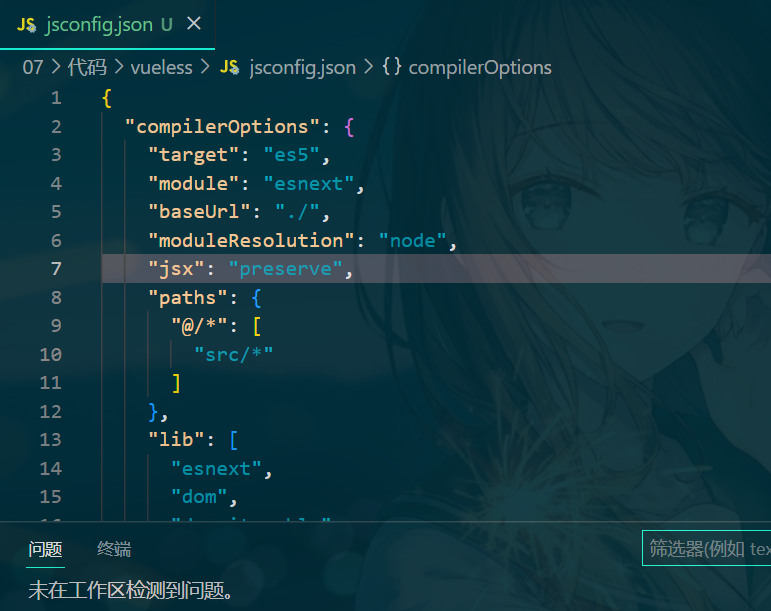 JS jsconfig.json U
07 > 代码 > vueless > JS jsconfig.json > {} compilerOptions
1 {
2 "compilerOptions": {
3 "target": "es5",
4 "module": "esnext",
5 "baseUrl": "./",
6 "moduleResolution": "node",
7 "jsx": "preserve",
8 "paths": {
9 "@/*": [
10 "src/*"
11 ]
12 },
13 "lib": [
14 "esnext",
15 "dom",
问题 终端 筛选器(例如
未在工作区检测到问题。